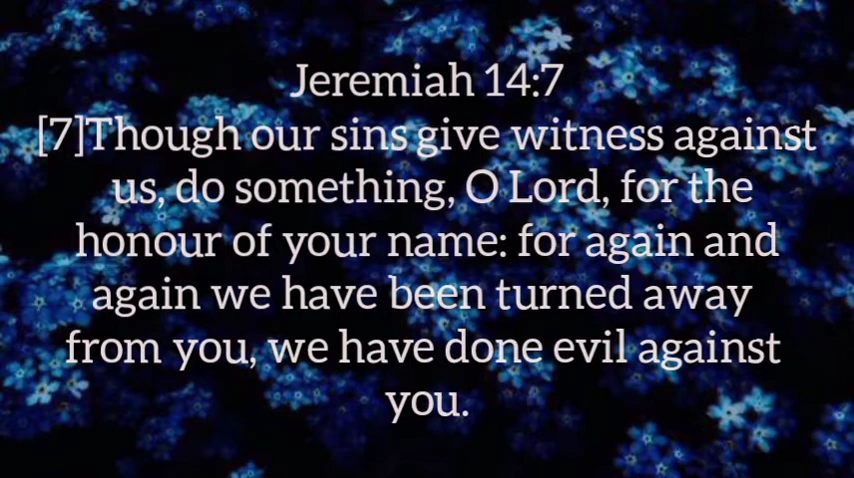 Jeremiah 14:7
[7]Though our sins give witness against
us, do something, O Lord, for the
honour of your name: for again and
again we have been turned away
from you, we have done evil against
you.